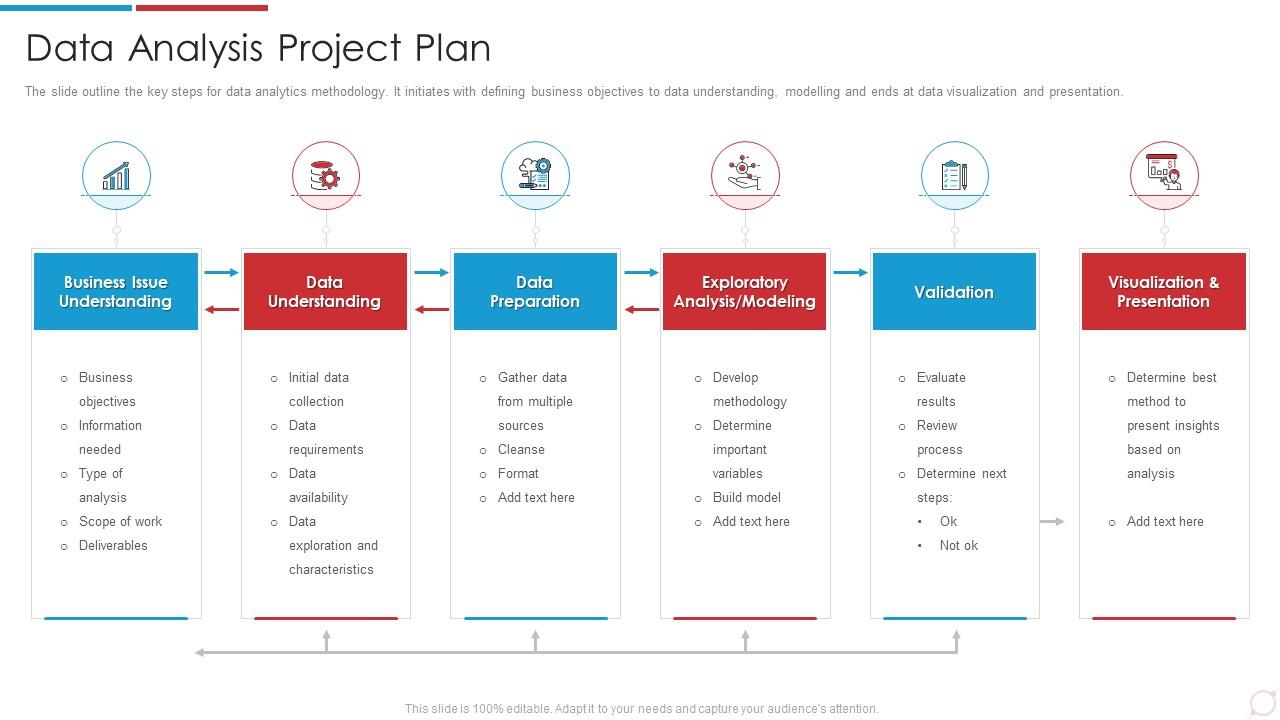 Data Analysis Project Plan
The slide outline the key steps for data analytics methodology. It initiates with defining business objectives to data understanding, modelling and ends at data visualization and presentation.
Business Issue
Understanding
Business
objectives
Information
needed
Type of
analysis
Scope of work
Deliverables
Data
Understanding
Initial data
collection
Data
requirements
Data
availability
Data
exploration and
characteristics
Data
Preparation
Gather data
from multiple
sources
Cleanse
Format
Add text here
Exploratory
Analysis/Modeling
Develop
methodology
Determine
important
variables
Build model
Add text here
Validation
Evaluate
results
Review
process
Determine next
steps:
Ok
Not ok
Visualization &
Presentation
Determine best
method to
present insights
based on
analysis
Add text here
This slide is 100% editable. Adapt it to your needs and capture your audience's attention.